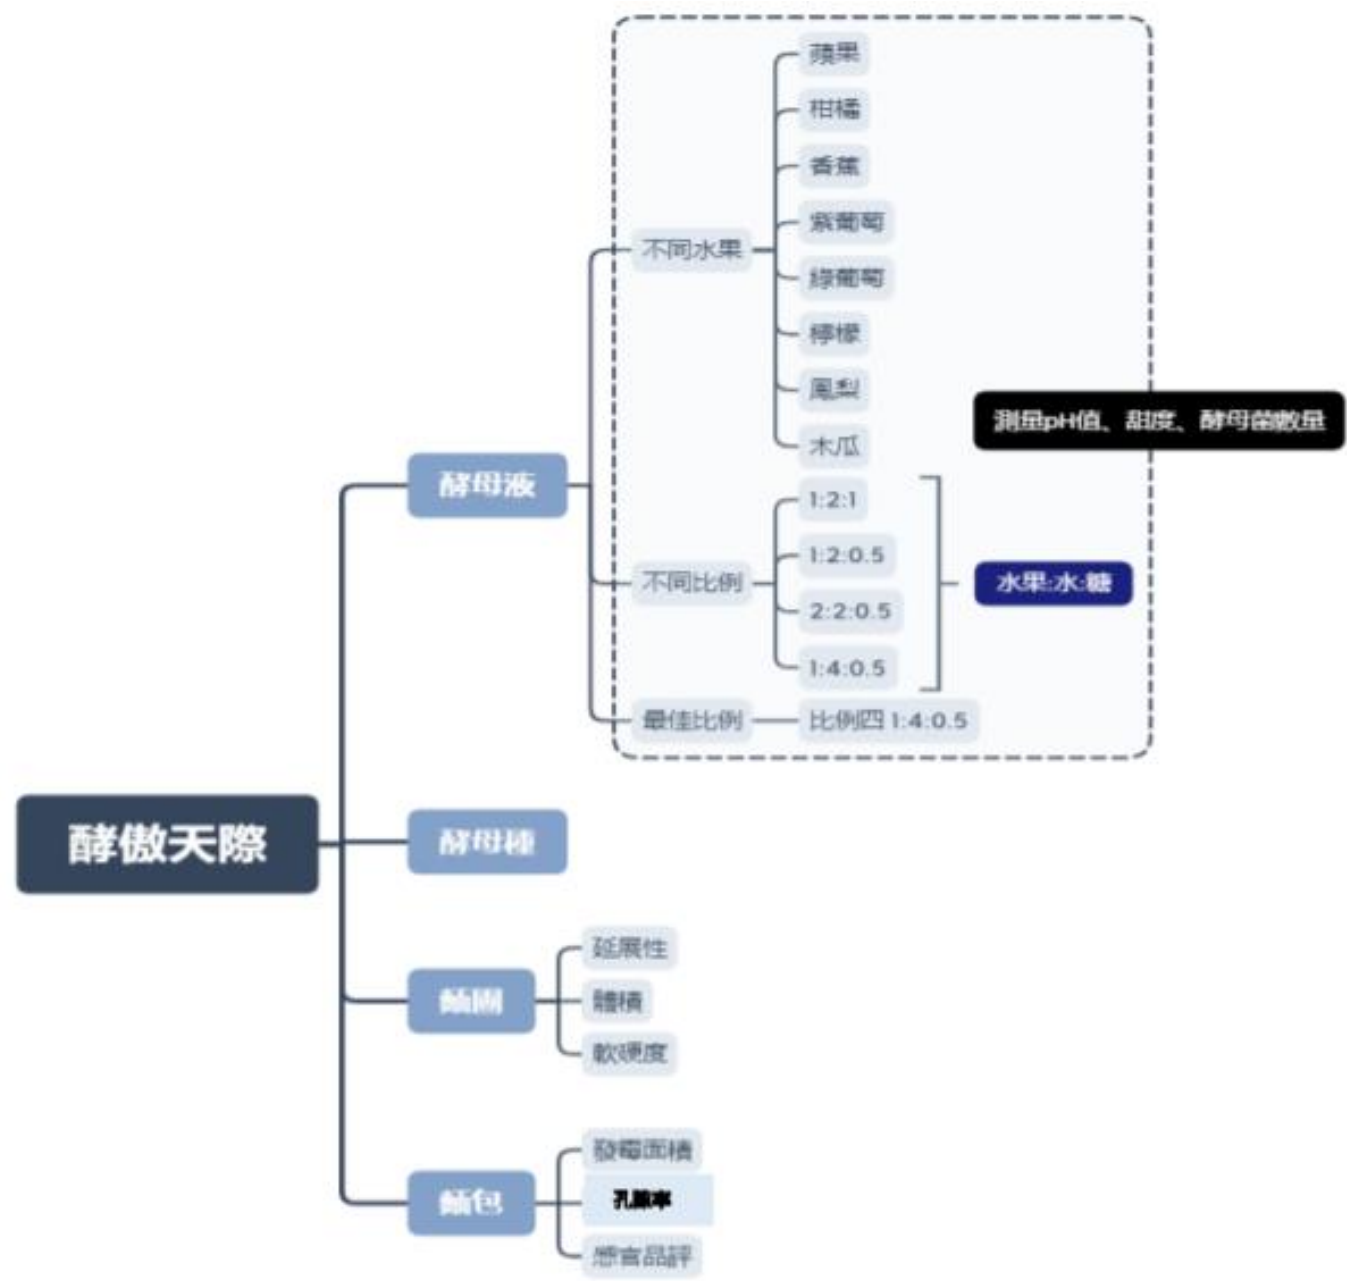 酵傲天際
酵母液
不同水果
蘋果
柑橘
香蕉
紫葡萄
綠葡萄
檸檬
鳳梨
木瓜
不同比例
1:2:1
1:2:0.5
2:2:0.5
1:4:0.5
水果:水:糖
最佳比例
比例四 1:4:0.5
測量pH值、甜度、酵母菌數量
酵母種
麵團
延展性
體積
軟硬度
麵包
發霉面積
孔隙率
感官品評